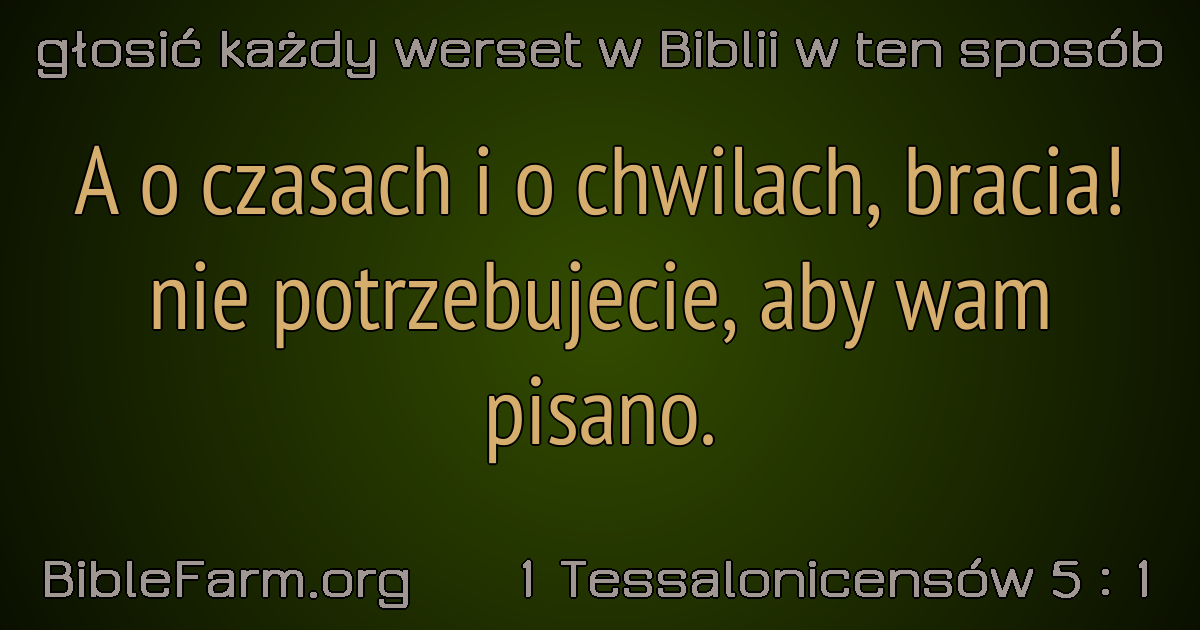 głosić każdy werset w Biblii w ten sposób
A o czasach i o chwilach, bracia!
nie potrzebujecie, aby wam
pisano.
BibleFarm.org 1 Tessalonicensów 5 : 1